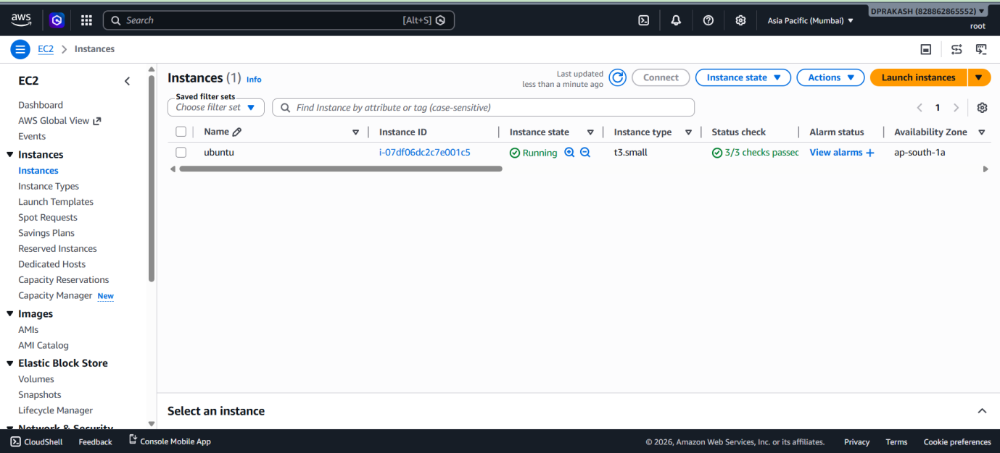 aws
Search [Alt+S]
Asia Pacific (Mumbai)
DPRAKASH (828862865552)
root
EC2 > Instances
EC2
Dashboard
AWS Global View
Events
Instances
Instances
Instance Types
Launch Templates
Spot Requests
Savings Plans
Reserved Instances
Dedicated Hosts
Capacity Reservations
Capacity Manager New
Images
AMIs
AMI Catalog
Elastic Block Store
Volumes
Snapshots
Lifecycle Manager
Network & Security
Instances (1) Info
Last updated
less than a minute ago
Connect
Instance state
Actions
Launch instances
Saved filter sets
Choose filter set
Find Instance by attribute or tag (case-sensitive)
1
Name Instance ID Instance state Instance type Status check Alarm status Availability Zone
ubuntu i-07df06dc2c7e001c5 Running t3.small 3/3 checks passec View alarms + ap-south-1a
Select an instance
CloudShell Feedback Console Mobile App
© 2026, Amazon Web Services, Inc. or its affiliates. Privacy Terms Cookie preferences